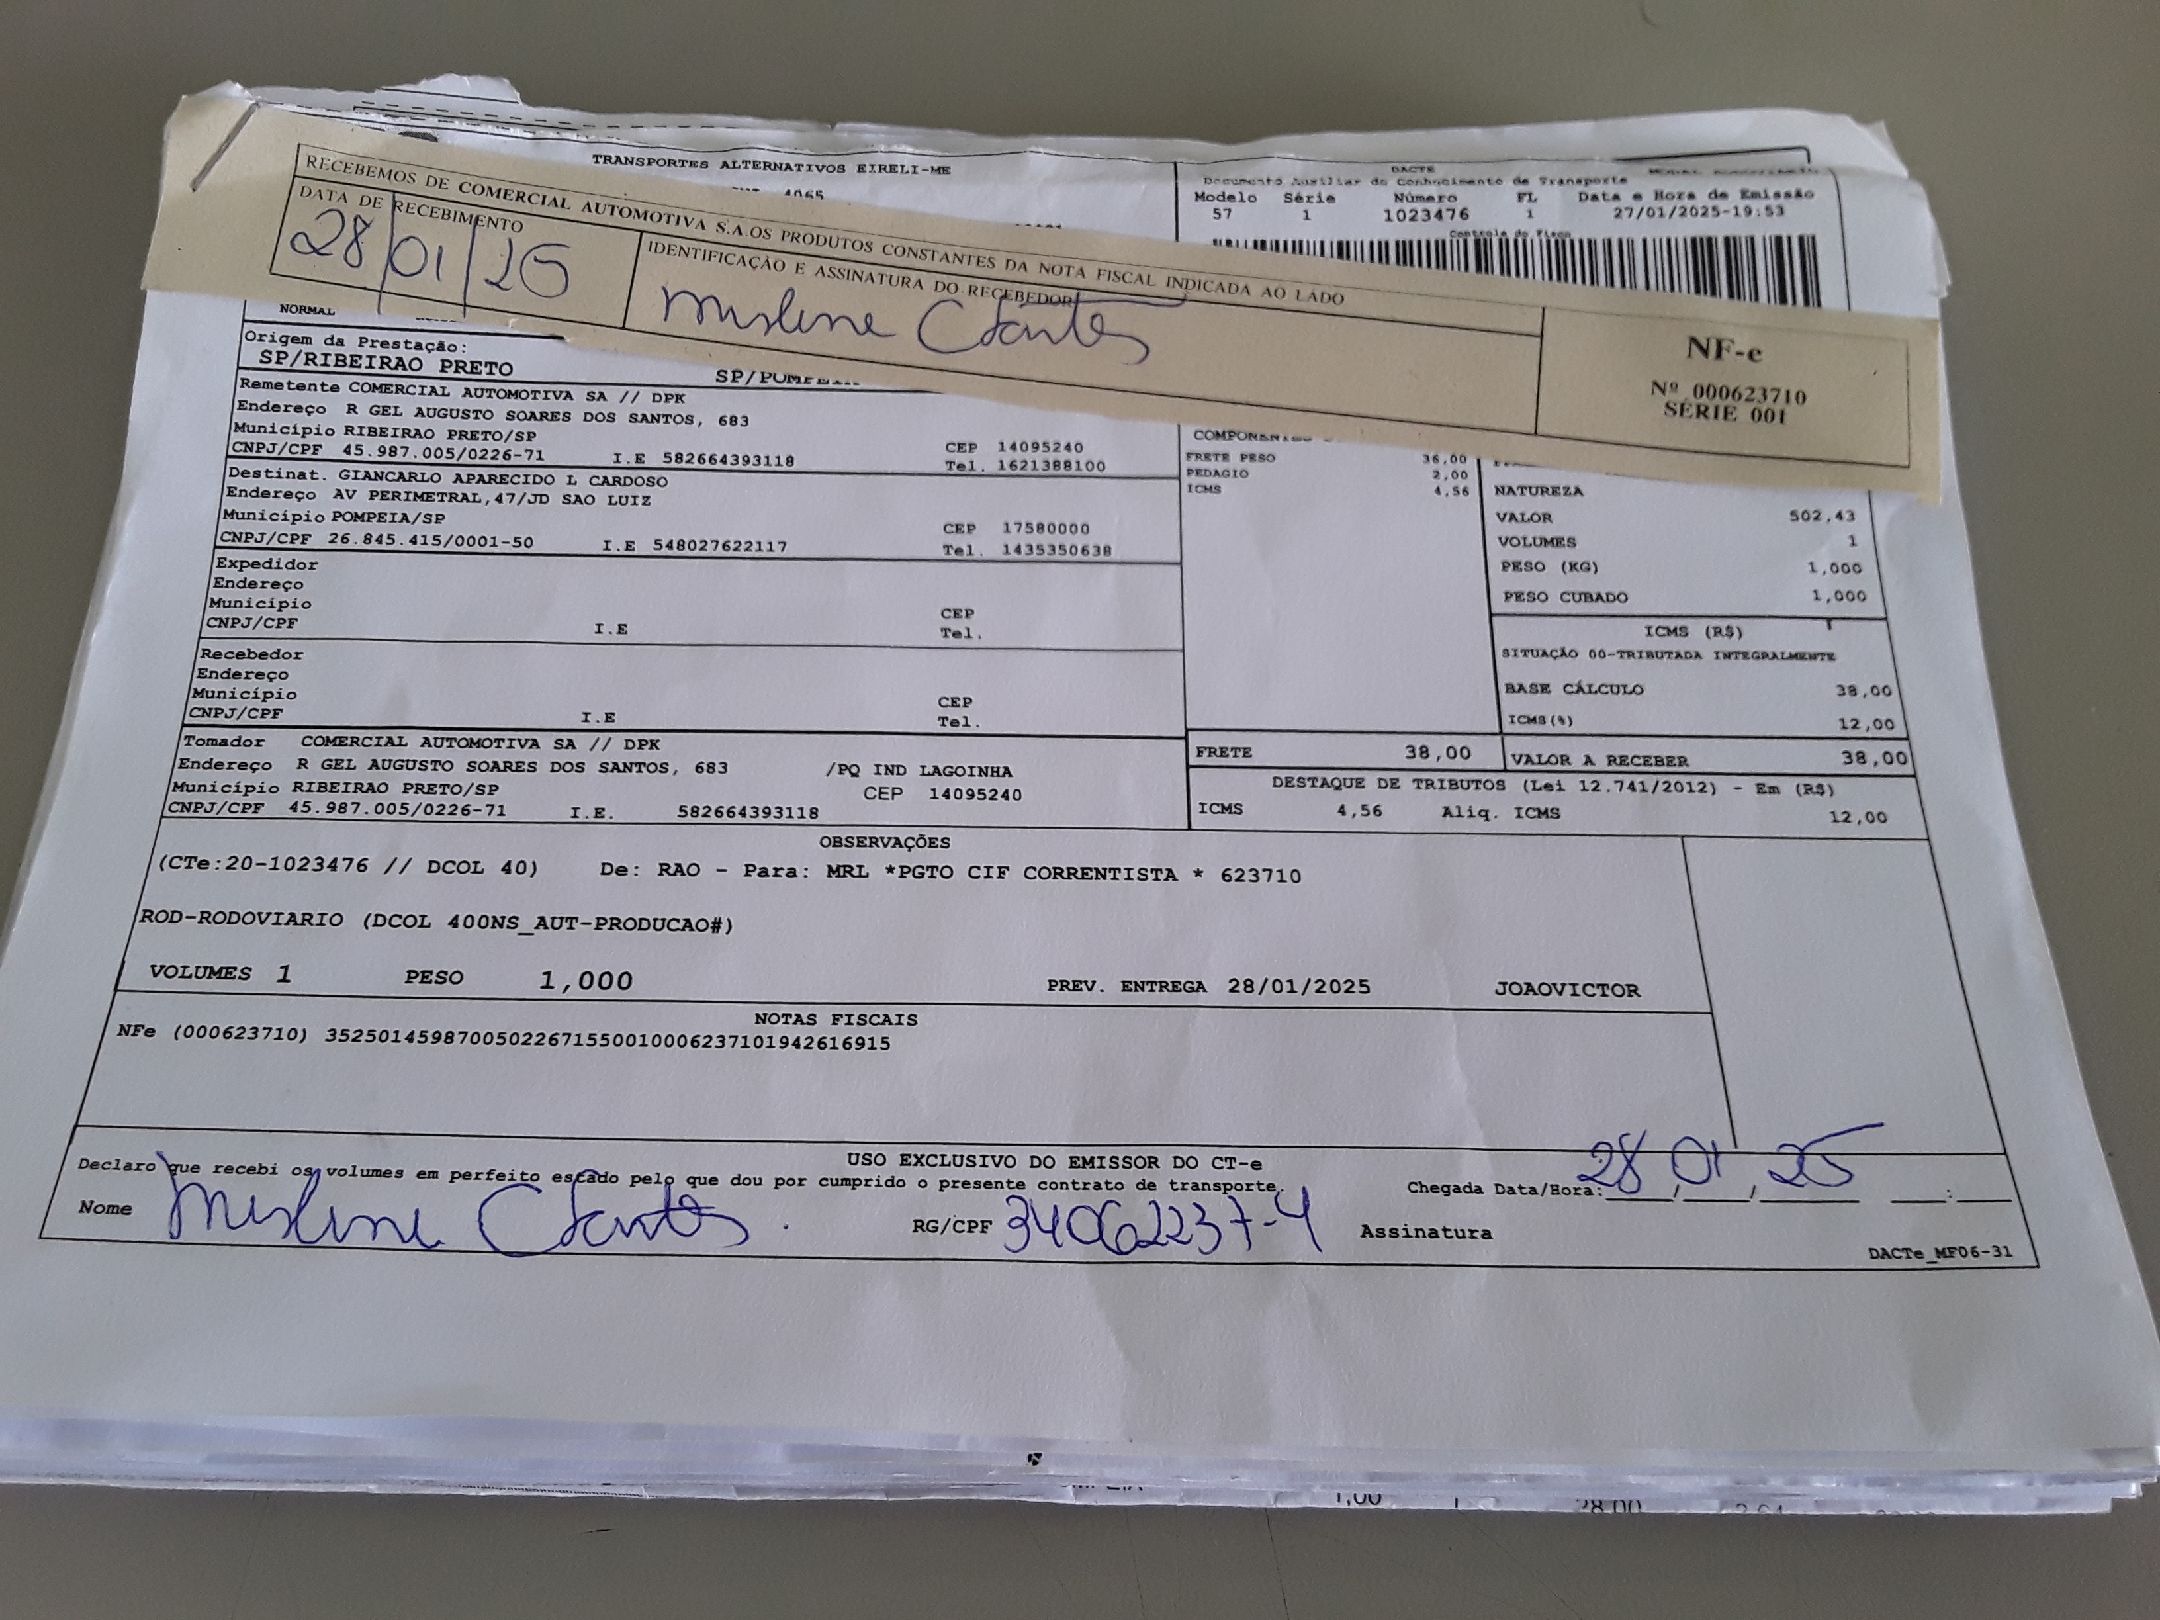 TRANSPORTES ALTERNATIVOS EIRELI-ME
4065
DACTE
Documento Auxiliar do Conhecimento de Transporte
Modelo Série Número FL Data e Hora de Emissão
57 1 1023476 1 27/01/2025-19:53
Controle do Fisco
RECEBEMOS DE COMERCIAL AUTOMOTIVA S.A.OS PRODUTOS CONSTANTES DA NOTA FISCAL INDICADA AO LADO
DATA DE RECEBIMENTO
28/01/25
IDENTIFICAÇÃO E ASSINATURA DO RECEBEDOR
NF-e
Nº 000623710
SÉRIE 001
NORMAL
Origem da Prestação:
SP/RIBEIRAO PRETO
Remetente COMERCIAL AUTOMOTIVA SA // DPK
Endereço R GEL AUGUSTO SOARES DOS SANTOS, 683
Município RIBEIRAO PRETO/SP CEP 14095240
CNPJ/CPF 45.987.005/0226-71 I.E 582664393118 Tel. 1621388100
Destinat. GIANCARLO APARECIDO L CARDOSO
Endereço AV PERIMETRAL,47/JD SAO LUIZ
Município POMPEIA/SP CEP 17580000
CNPJ/CPF 26.845.415/0001-50 I.E 548027622117 Tel. 1435350638
Expedidor
Endereço
Município CEP
CNPJ/CPF I.E Tel.
Recebedor
Endereço
Município CEP
CNPJ/CPF I.E Tel.
Tomador COMERCIAL AUTOMOTIVA SA // DPK
Endereço R GEL AUGUSTO SOARES DOS SANTOS, 683 /PQ IND LAGOINHA
Município RIBEIRAO PRETO/SP CEP 14095240
CNPJ/CPF 45.987.005/0226-71 I.E. 582664393118
FRETE PESO 36,00
PEDAGIO 2,00
ICMS 4,56
NATUREZA
VALOR 502,43
VOLUMES 1
PESO (KG) 1,000
PESO CUBADO 1,000
ICMS (R$)
SITUAÇÃO 00-TRIBUTADA INTEGRALMENTE
BASE CÁLCULO 38,00
ICMS(%) 12,00
FRETE 38,00 VALOR A RECEBER 38,00
DESTAQUE DE TRIBUTOS (Lei 12.741/2012) - Em (R$)
ICMS 4,56 Aliq. ICMS 12,00
OBSERVAÇÕES
(CTe:20-1023476 // DCOL 40) De: RAO - Para: MRL *PGTO CIF CORRENTISTA * 623710
ROD-RODOVIARIO (DCOL 400NS_AUT-PRODUCAO#)
VOLUMES 1 PESO 1,000 PREV. ENTREGA 28/01/2025 JOAOVICTOR
NOTAS FISCAIS
NFe (000623710) 35250145987005022671550010006237101942616915
USO EXCLUSIVO DO EMISSOR DO CT-e
Declaro que recebi os volumes em perfeito estado pelo que dou por cumprido o presente contrato de transporte.
Chegada Data/Hora: 28/01/25 :
Nome RG/CPF 34062237-4 Assinatura
DACTe_MF06-31
1,00 28,00